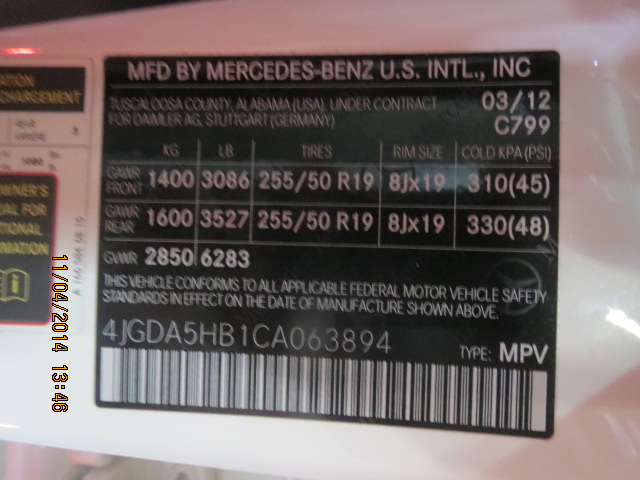 MFD BY MERCEDES-BENZ U.S. INTL., INC
TUSCALOOSA COUNTY, ALABAMA (USA), UNDER CONTRACT
FOR DAIMLER AG, STUTTGART (GERMANY)
03/12
C799
KG LB TIRES RIM SIZE COLD KPA (PSI)
GAWR FRONT 1400 3086 255/50 R19 8Jx19 310(45)
GAWR REAR 1600 3527 255/50 R19 8Jx19 330(48)
GVWR 2850 6283
THIS VEHICLE CONFORMS TO ALL APPLICABLE FEDERAL MOTOR VEHICLE SAFETY
STANDARDS IN EFFECT ON THE DATE OF MANUFACTURE SHOWN ABOVE.
4JGDA5HB1CA063894
TYPE: MPV
11/04/2014 13:46